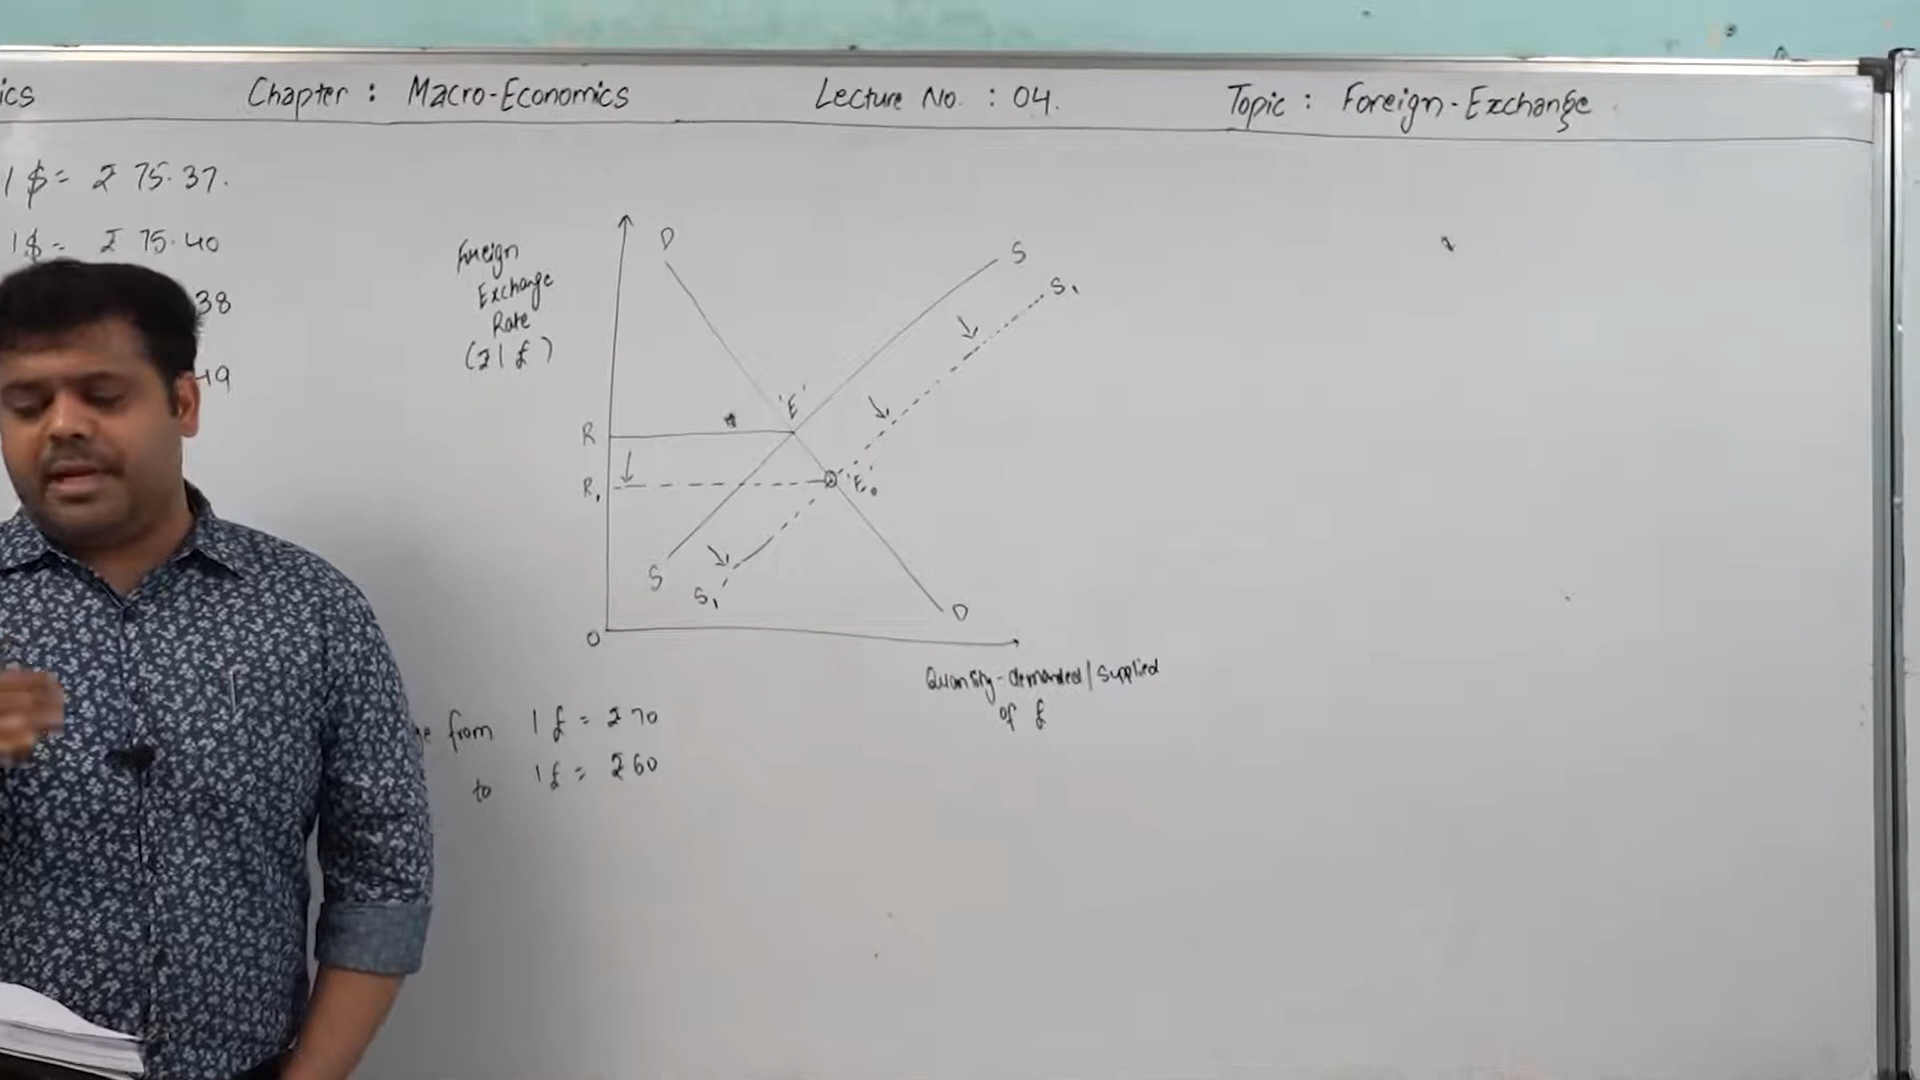 ics Chapter : Macro-Economics Lecture No. : 04. Topic : Foreign-Exchange
1 $ = ₹ 75.37.
1 $ = ₹ 75.40
38
49
Foreign
Exchange
Rate
(₹ / £)
D
S
S₁
'E'
R
R₁
'E₀'
S
S₁
D
O
Quantity-demanded/Supplied
of £
from 1 £ = ₹ 70
to 1 £ = ₹ 60